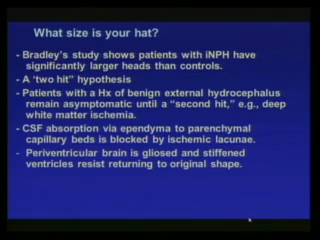 What size is your hat?
- Bradley's study shows patients with iNPH have
significantly larger heads than controls.
- A 'two hit" hypothesis
- Patients with a Hx of benign external hydrocephalus
remain asymptomatic until a "second hit," e.g., deep
white matter ischemia.
- CSF absorption via ependyma to parenchymal
capillary beds is blocked by ischemic lacunae.
- Periventricular brain is gliosed and stiffened
ventricles resist returning to original shape.